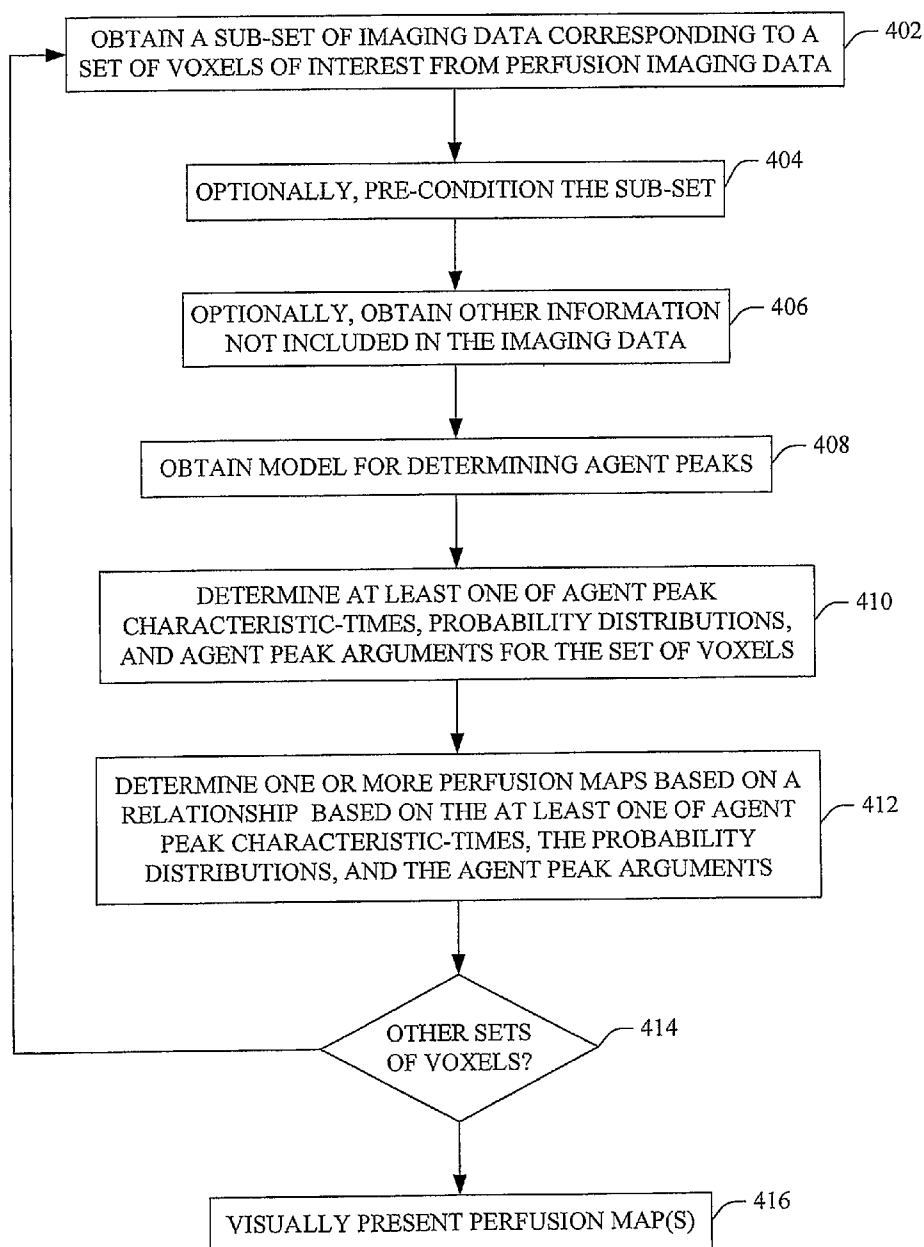 OBTAIN A SUB-SET OF IMAGING DATA CORRESPONDING TO A
SET OF VOXELS OF INTEREST FROM PERFUSION IMAGING DATA
402
OPTIONALLY, PRE-CONDITION THE SUB-SET
404
OPTIONALLY, OBTAIN OTHER INFORMATION
NOT INCLUDED IN THE IMAGING DATA
406
OBTAIN MODEL FOR DETERMINING AGENT PEAKS
408
DETERMINE AT LEAST ONE OF AGENT PEAK
CHARACTERISTIC-TIMES, PROBABILITY DISTRIBUTIONS,
AND AGENT PEAK ARGUMENTS FOR THE SET OF VOXELS
410
DETERMINE ONE OR MORE PERFUSION MAPS BASED ON A
RELATIONSHIP BASED ON THE AT LEAST ONE OF AGENT
PEAK CHARACTERISTIC-TIMES, THE PROBABILITY
DISTRIBUTIONS, AND THE AGENT PEAK ARGUMENTS
412
OTHER SETS
OF VOXELS?
414
VISUALLY PRESENT PERFUSION MAP(S)
416